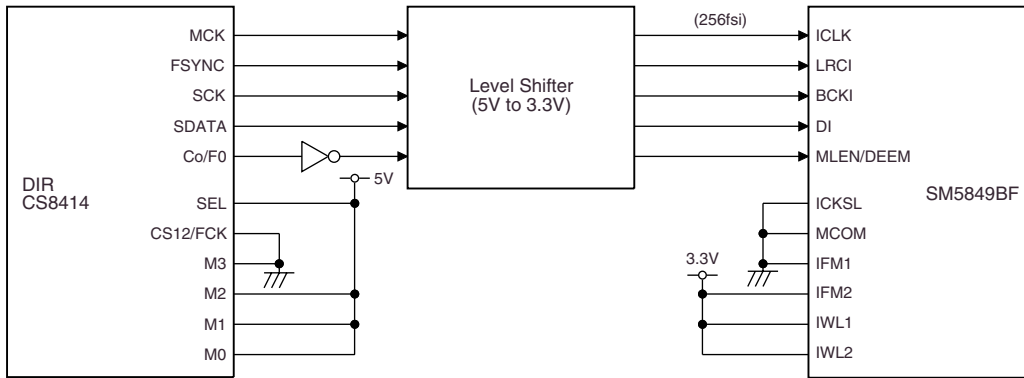 MCK
FSYNC
SCK
SDATA
Co/F0
DIR
CS8414
SEL
CS12/FCK
M3
M2
M1
M0
5V
Level Shifter
(5V to 3.3V)
(256fsi)
3.3V
ICLK
LRCI
BCKI
DI
MLEN/DEEM
SM5849BF
ICKSL
MCOM
IFM1
IFM2
IWL1
IWL2